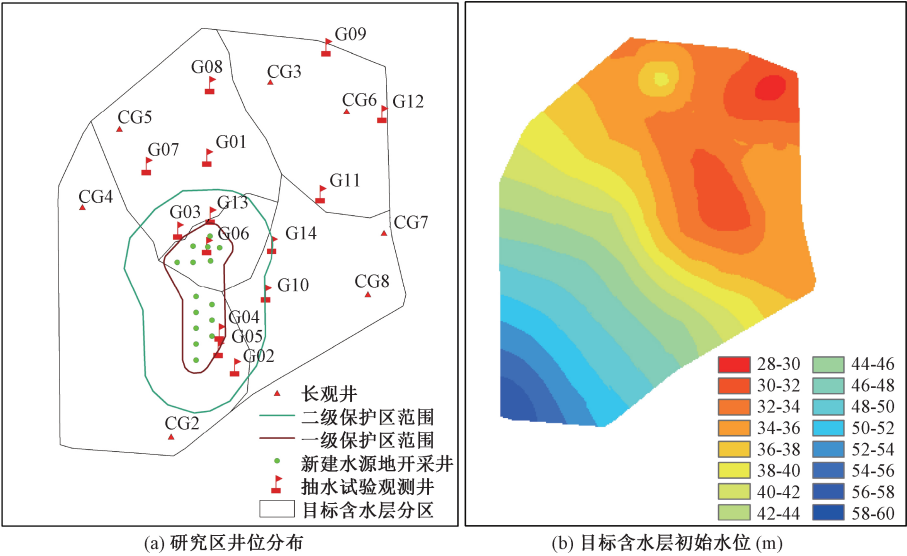 G09
G08
CG3
CG6
G12
CG5
G07
G01
G11
CG4
G13
G03
CG7
G06
G14
G10
CG8
G04
G05
G02
CG2
长观井
二级保护区范围
一级保护区范围
新建水源地开采井
抽水试验观测井
目标含水层分区
(a) 研究区井位分布
28-30 44-46
30-32 46-48
32-34 48-50
34-36 50-52
36-38 52-54
38-40 54-56
40-42 56-58
42-44 58-60
(b) 目标含水层初始水位 (m)